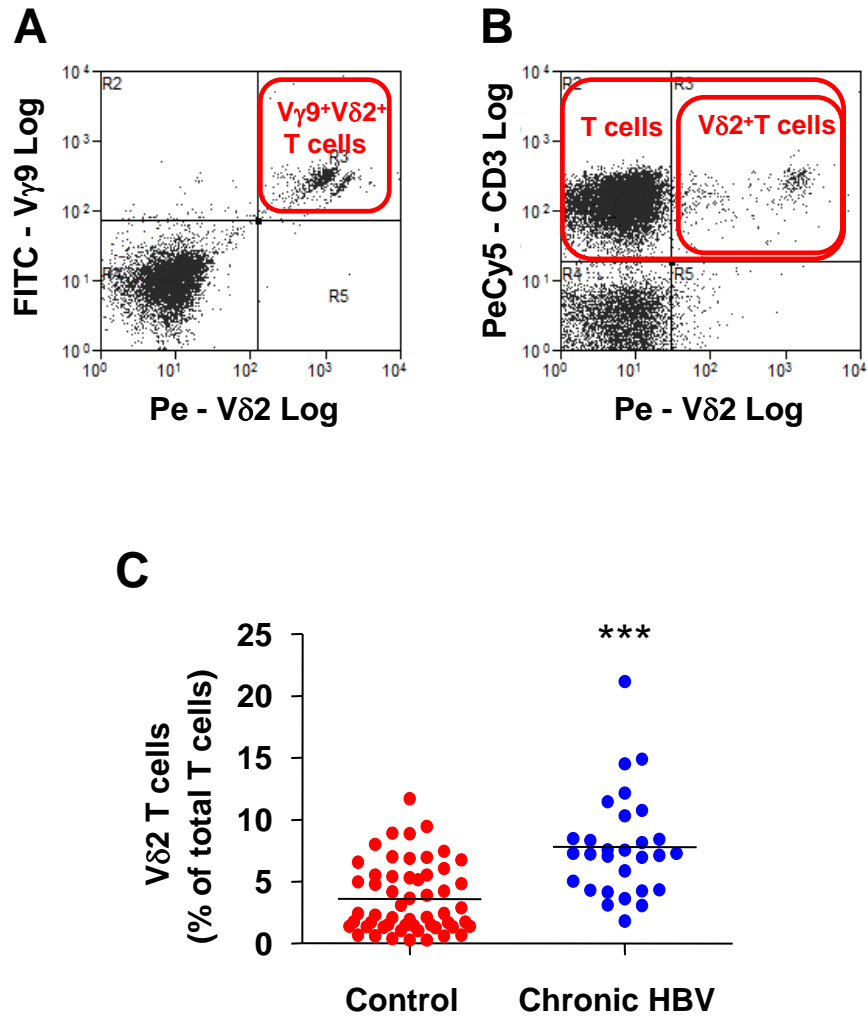 A
10⁴
R2
Vγ9⁺Vδ2⁺
T cells
R3
10³
10²
10¹
R4
R5
10⁰
10⁰ 10¹ 10² 10³ 10⁴
FITC - Vγ9 Log
Pe - Vδ2 Log
B
10⁴
R2 R3
T cells Vδ2⁺T cells
10³
10²
10¹
R4 R5
10⁰
10⁰ 10¹ 10² 10³ 10⁴
PeCy5 - CD3 Log
Pe - Vδ2 Log
C
25
20
15
10
5
0
***
Vδ2 T cells
(% of total T cells)
Control Chronic HBV